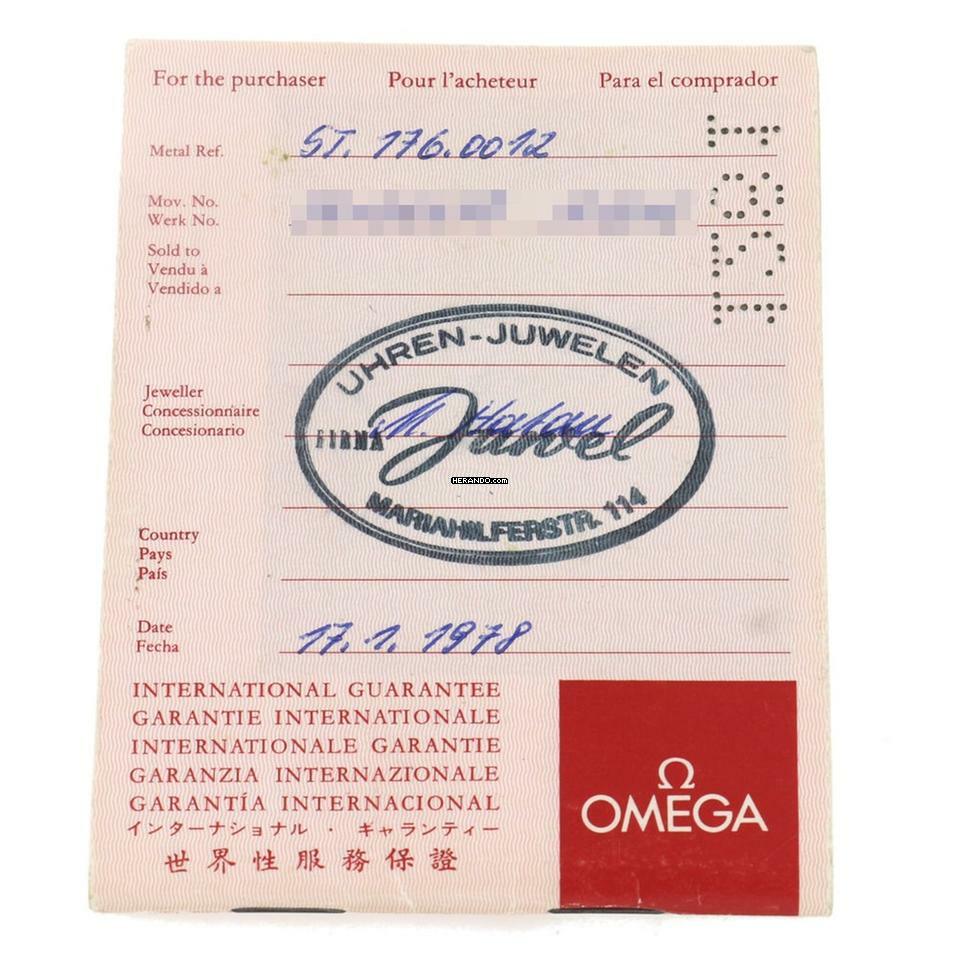 For the purchaser Pour l'acheteur Para el comprador
Metal Ref. ST. 176.0012
Mov. No.
Werk No.
Sold to
Vendu à
Vendido a
1581
UHREN-JUWELEN
Jeweller
Concessionnaire
Concesionario
FIRMA Juwel
M.
HERANDO.com
MARIAHILFERSTR. 114
Country
Pays
País
Date
Fecha
17.1.1978
INTERNATIONAL GUARANTEE
GARANTIE INTERNATIONALE
INTERNATIONALE GARANTIE
GARANZIA INTERNAZIONALE
GARANTÍA INTERNACIONAL
インターナショナル・ギャランティー
世界性服務保證
Ω
OMEGA